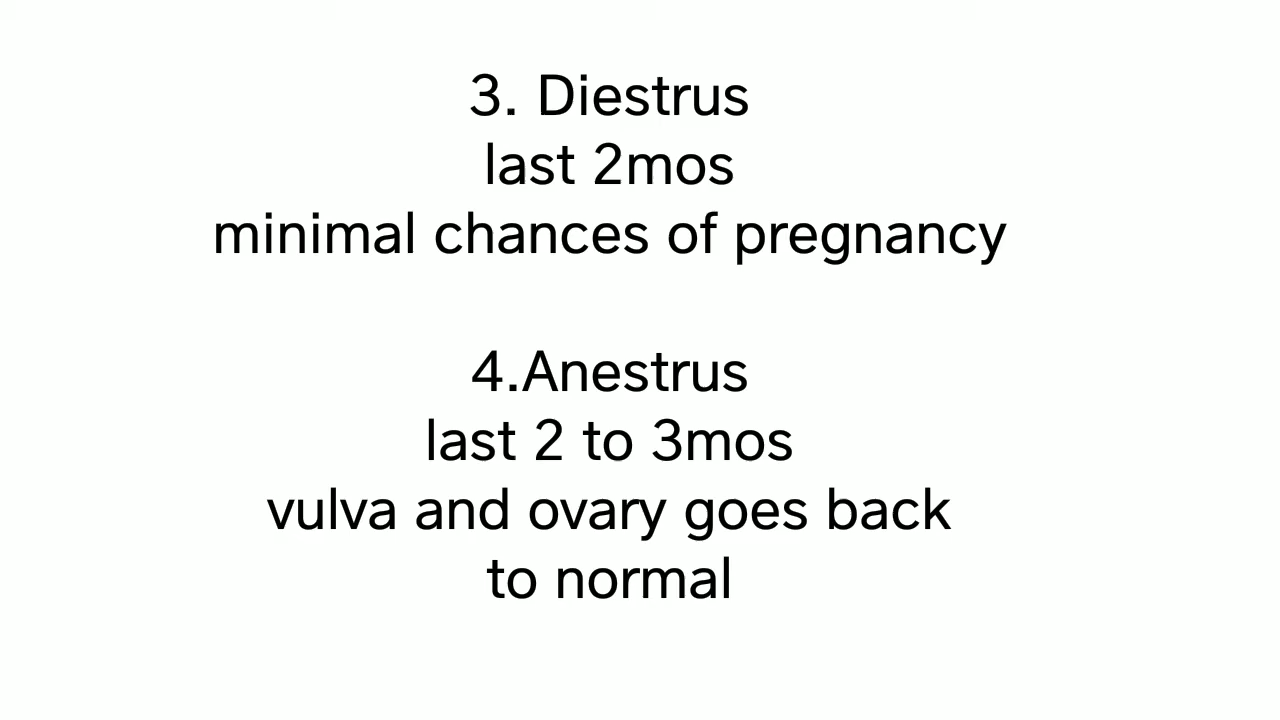 3. Diestrus
last 2mos
minimal chances of pregnancy
4.Anestrus
last 2 to 3mos
vulva and ovary goes back
to normal